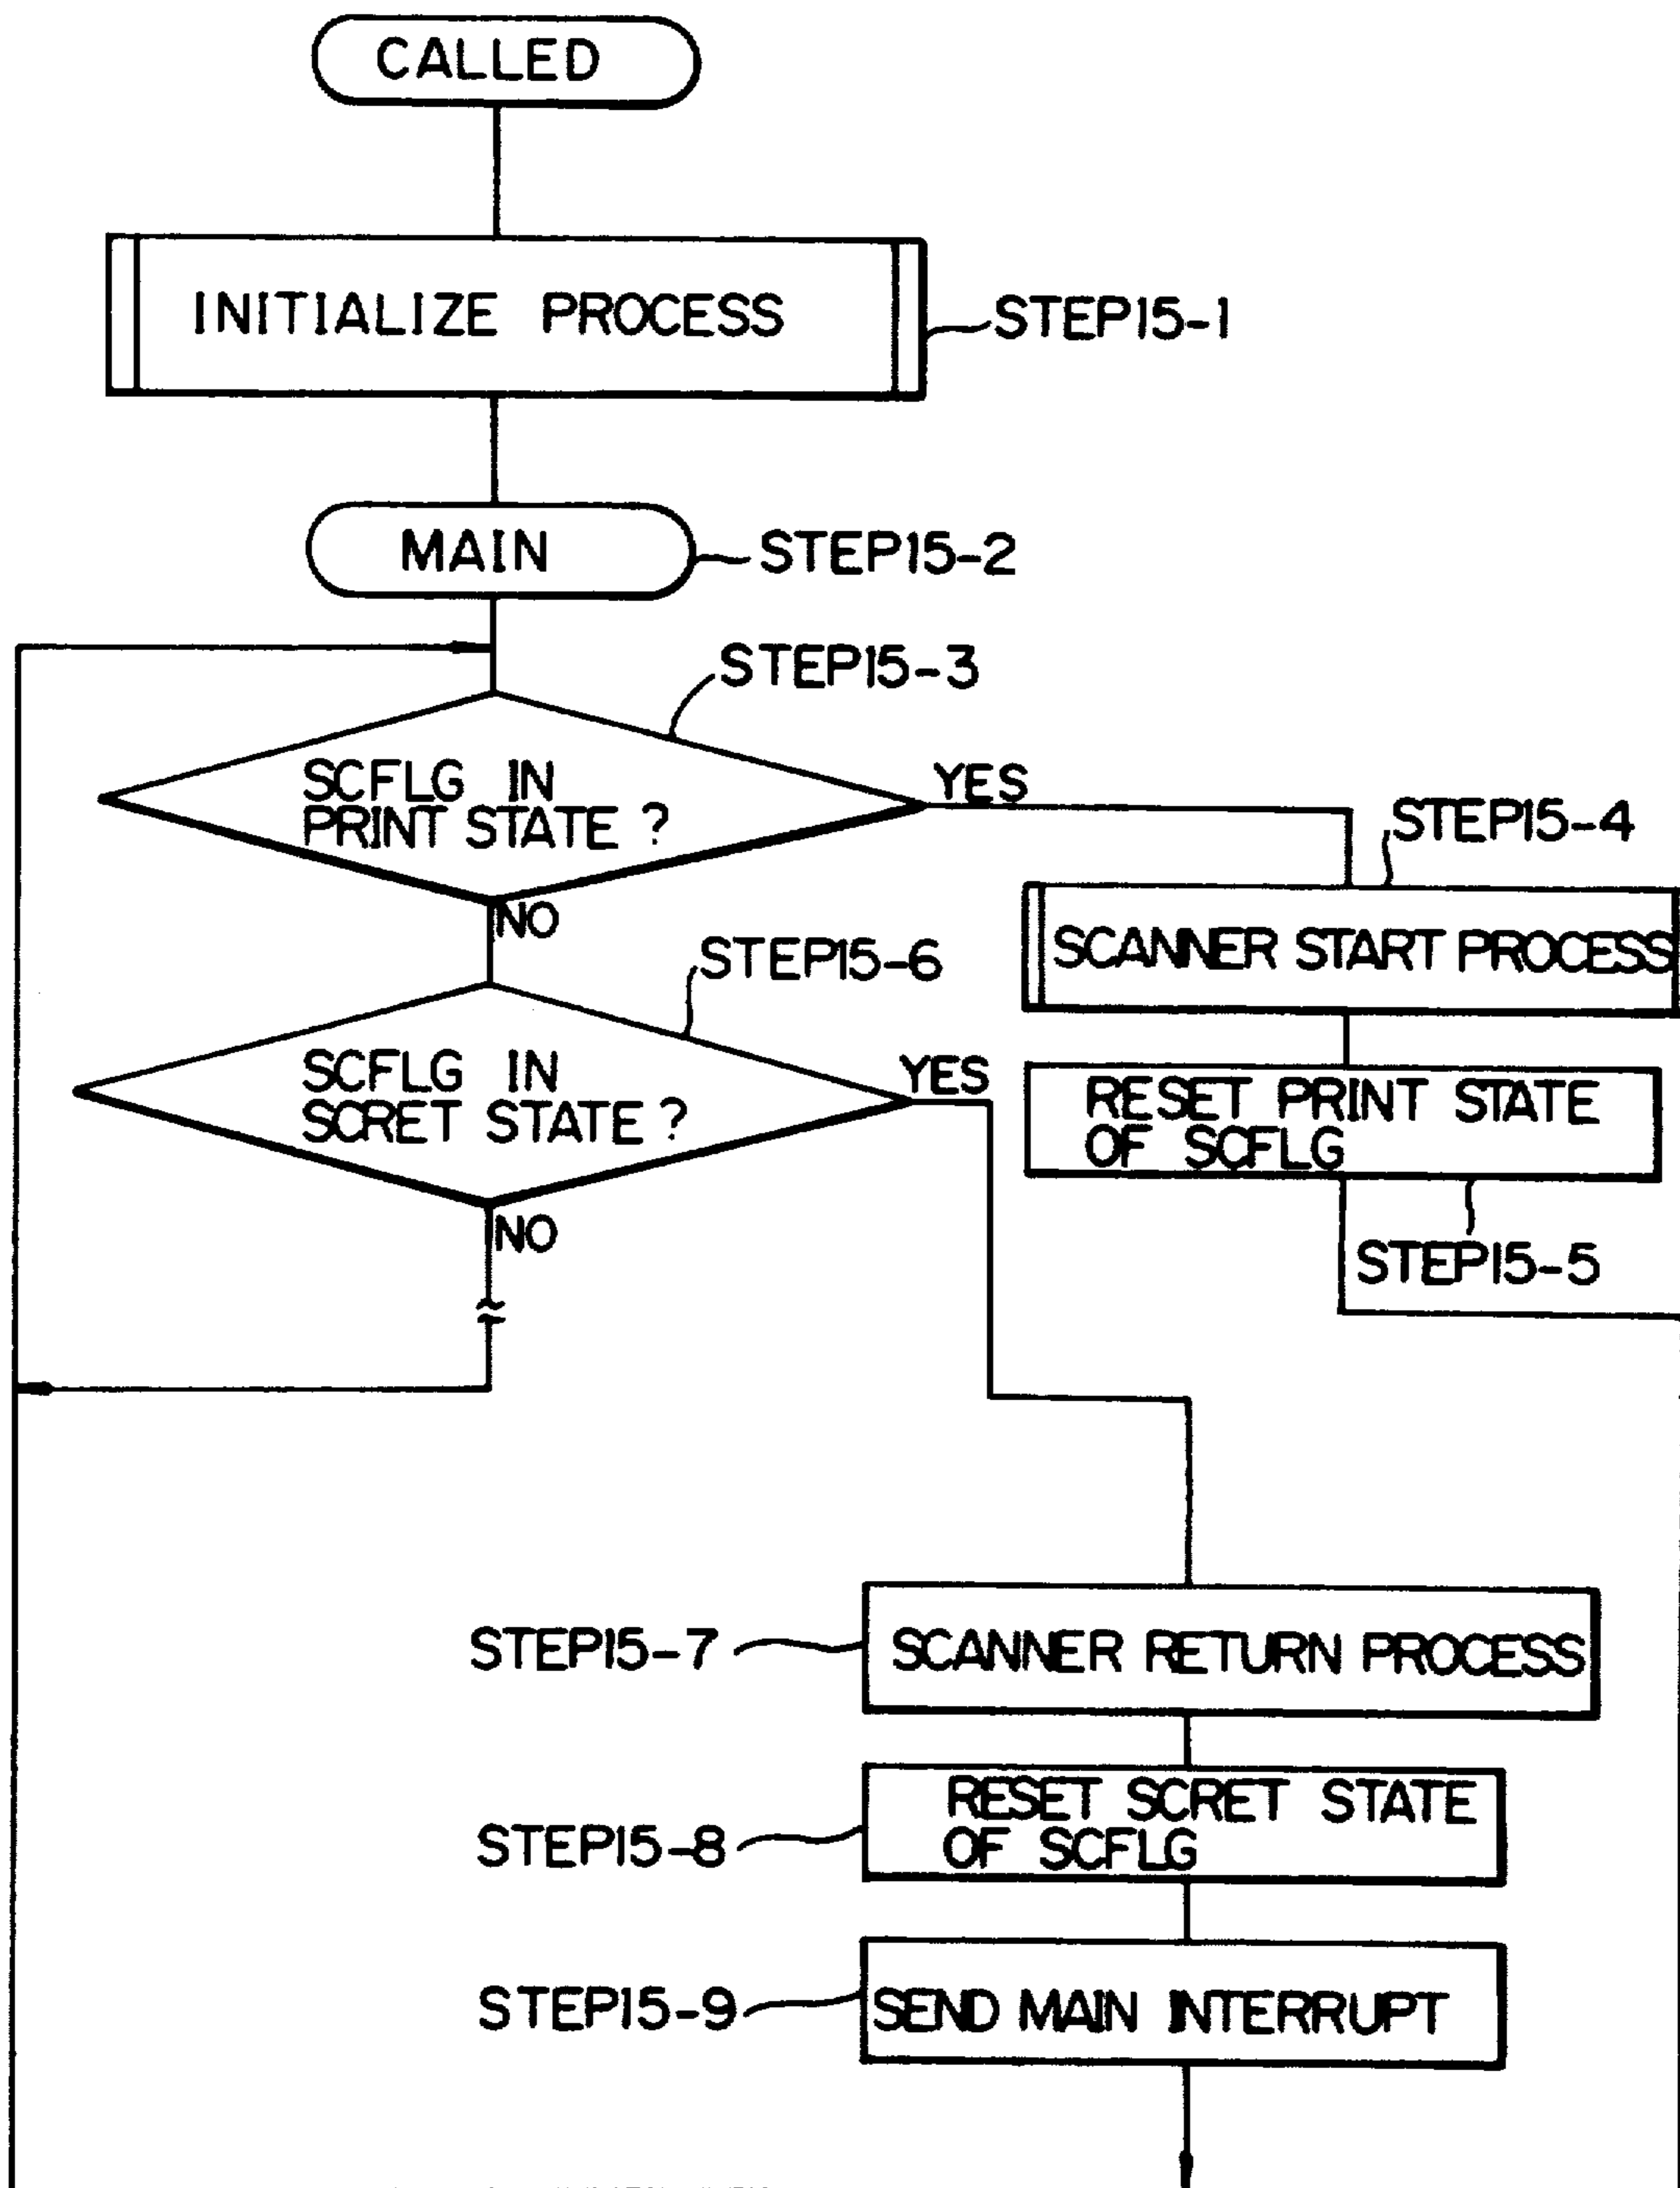 CALLED
INITIALIZE PROCESS
STEP15-1
MAIN
STEP15-2
STEP15-3
SCFLG IN
PRINT STATE ?
YES
NO
STEP15-4
SCANNER START PROCESS
STEP15-6
SCFLG IN
SCRET STATE ?
YES
NO
RESET PRINT STATE
OF SCFLG
STEP15-5
STEP15-7
SCANNER RETURN PROCESS
RESET SCRET STATE
OF SCFLG
STEP15-8
STEP15-9
SEND MAIN INTERRUPT